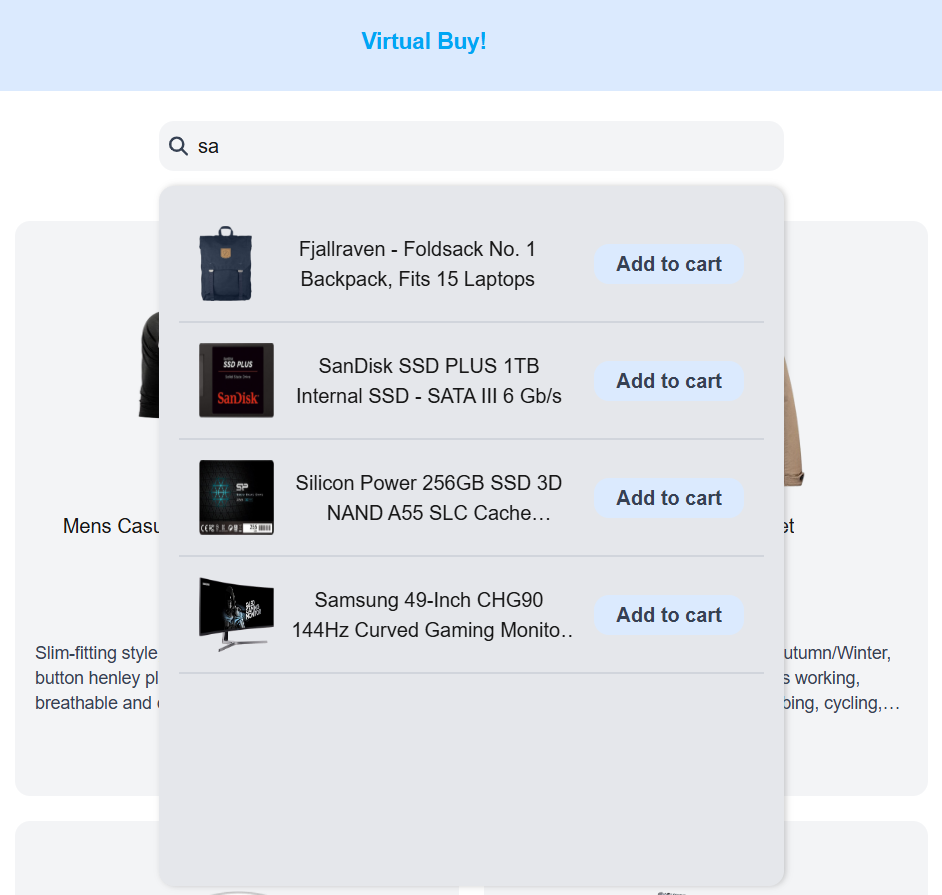 Virtual Buy!
sa
Fjallraven - Foldsack No. 1
Backpack, Fits 15 Laptops
Add to cart
SSD PLUS
SanDisk
SanDisk SSD PLUS 1TB
Internal SSD - SATA III 6 Gb/s
Add to cart
SP
Silicon Power 256GB SSD 3D
NAND A55 SLC Cache…
Add to cart
Samsung 49-Inch CHG90
144Hz Curved Gaming Monito..
Add to cart
Mens Casu
et
Slim-fitting style
button henley pl
breathable and
utumn/Winter,
s working,
bing, cycling,…